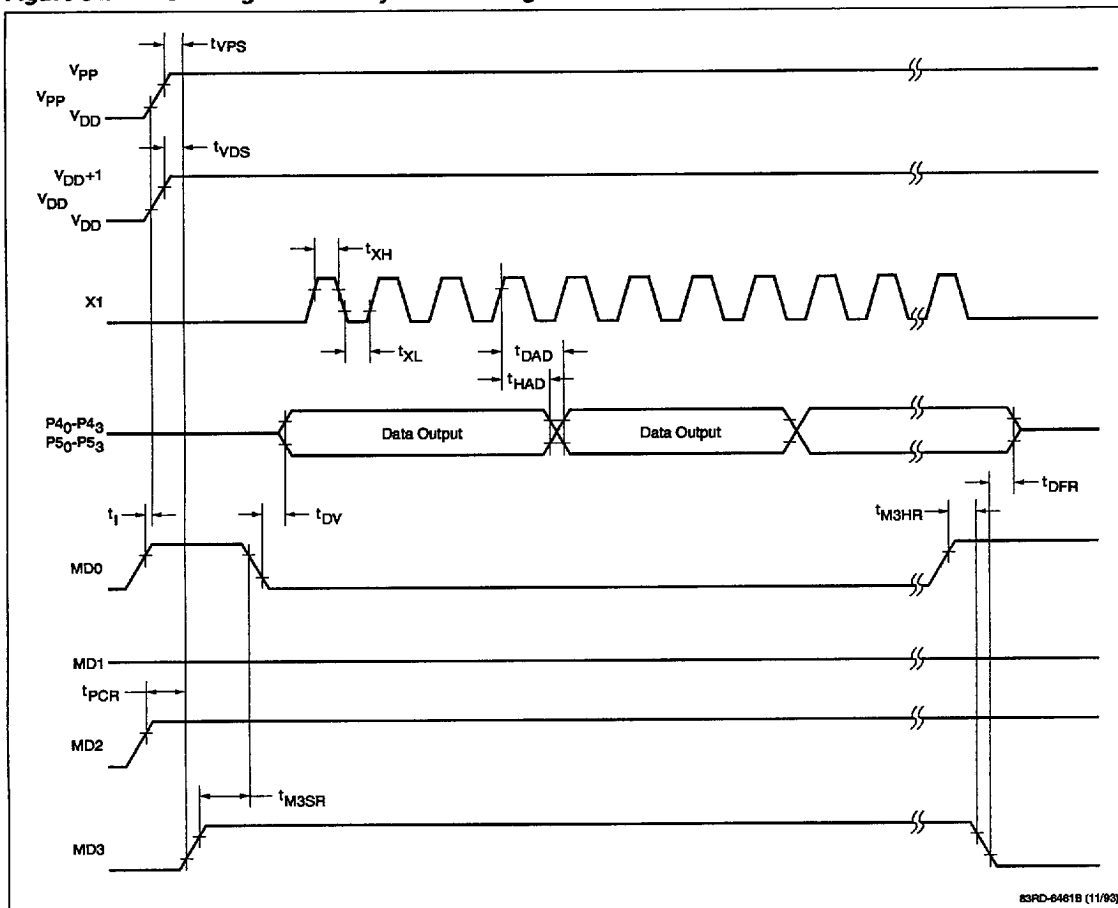 tVPS
VPP
VPP
VDD
tVDS
VDD+1
VDD
VDD
tXH
X1
tXL
tDAD
tHAD
P40-P43
P50-P53
Data Output
Data Output
tDFR
tI
tDV
tM3HR
MD0
MD1
tPCR
MD2
tM3SR
MD3
83RD-6461B (11/93)